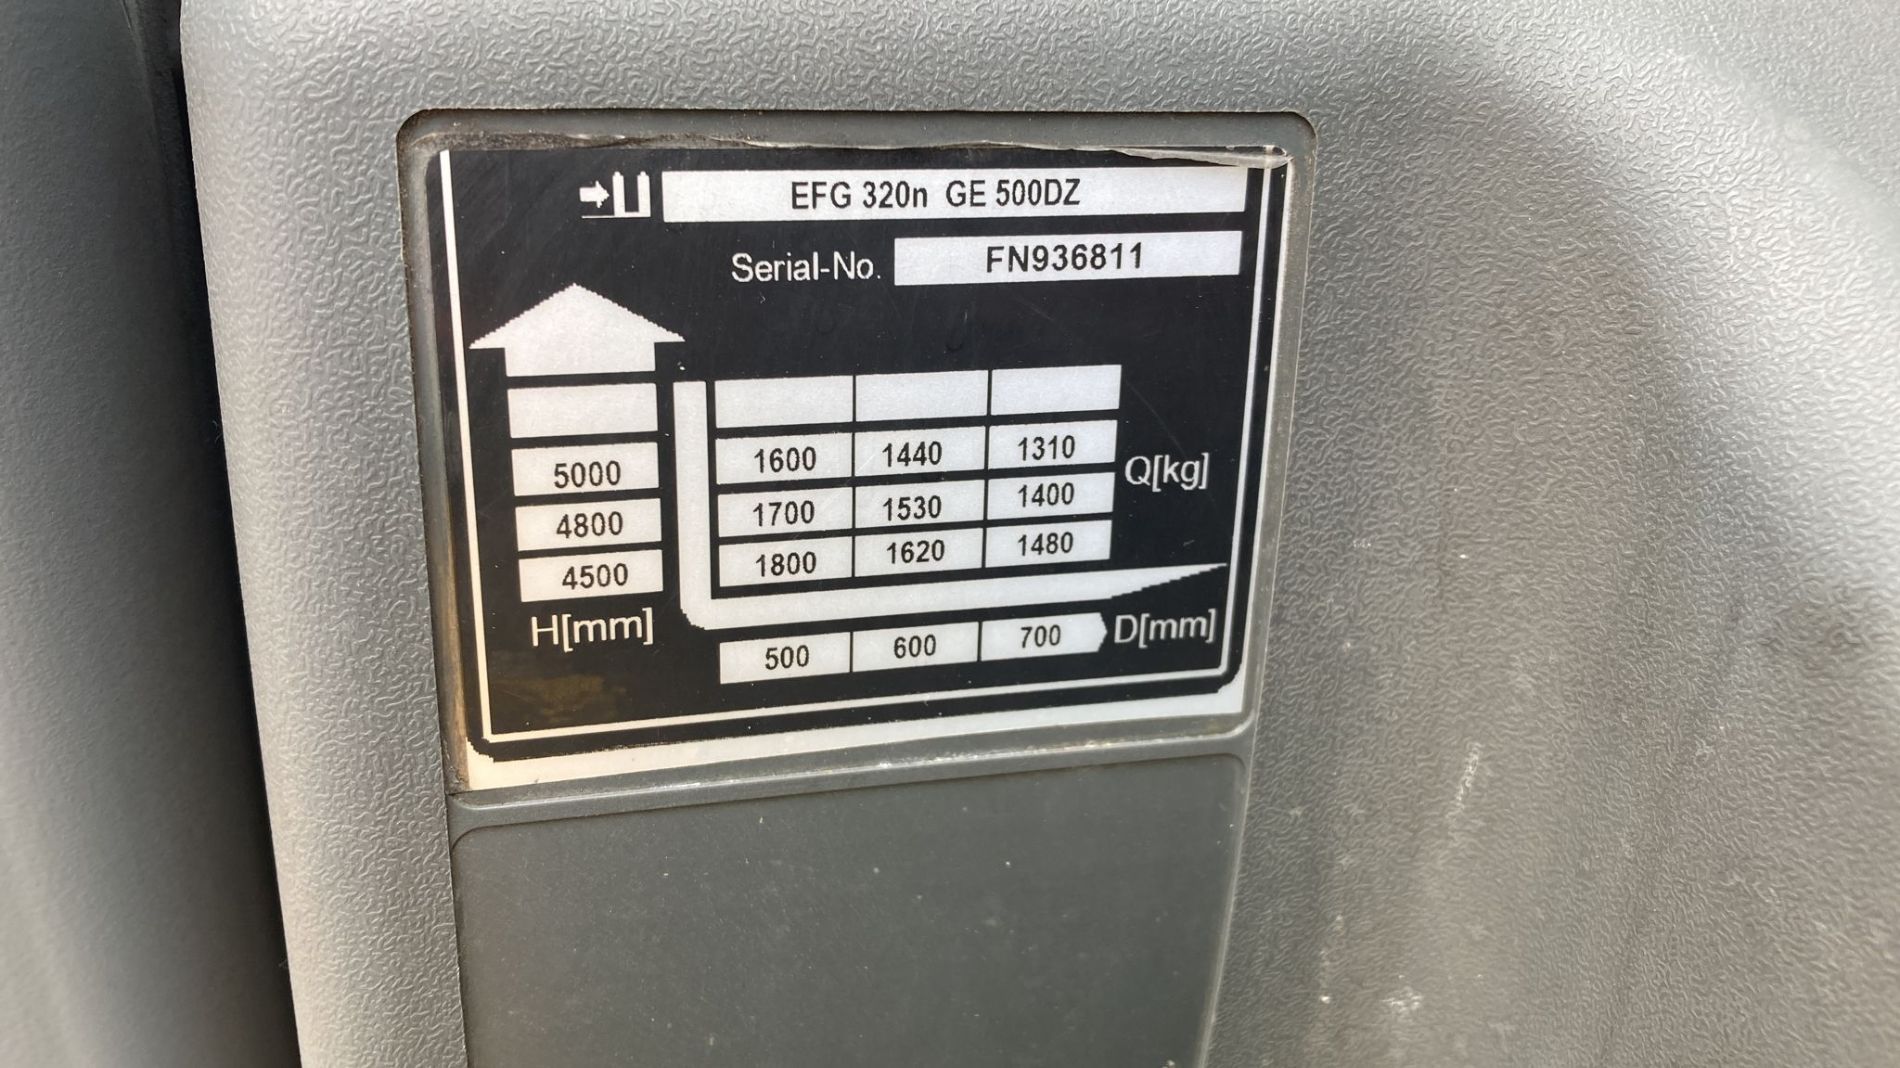 EFG 320n GE 500DZ
Serial-No. FN936811
5000 1600 1440 1310 Q[kg]
4800 1700 1530 1400
4500 1800 1620 1480
H[mm] 500 600 700 D[mm]